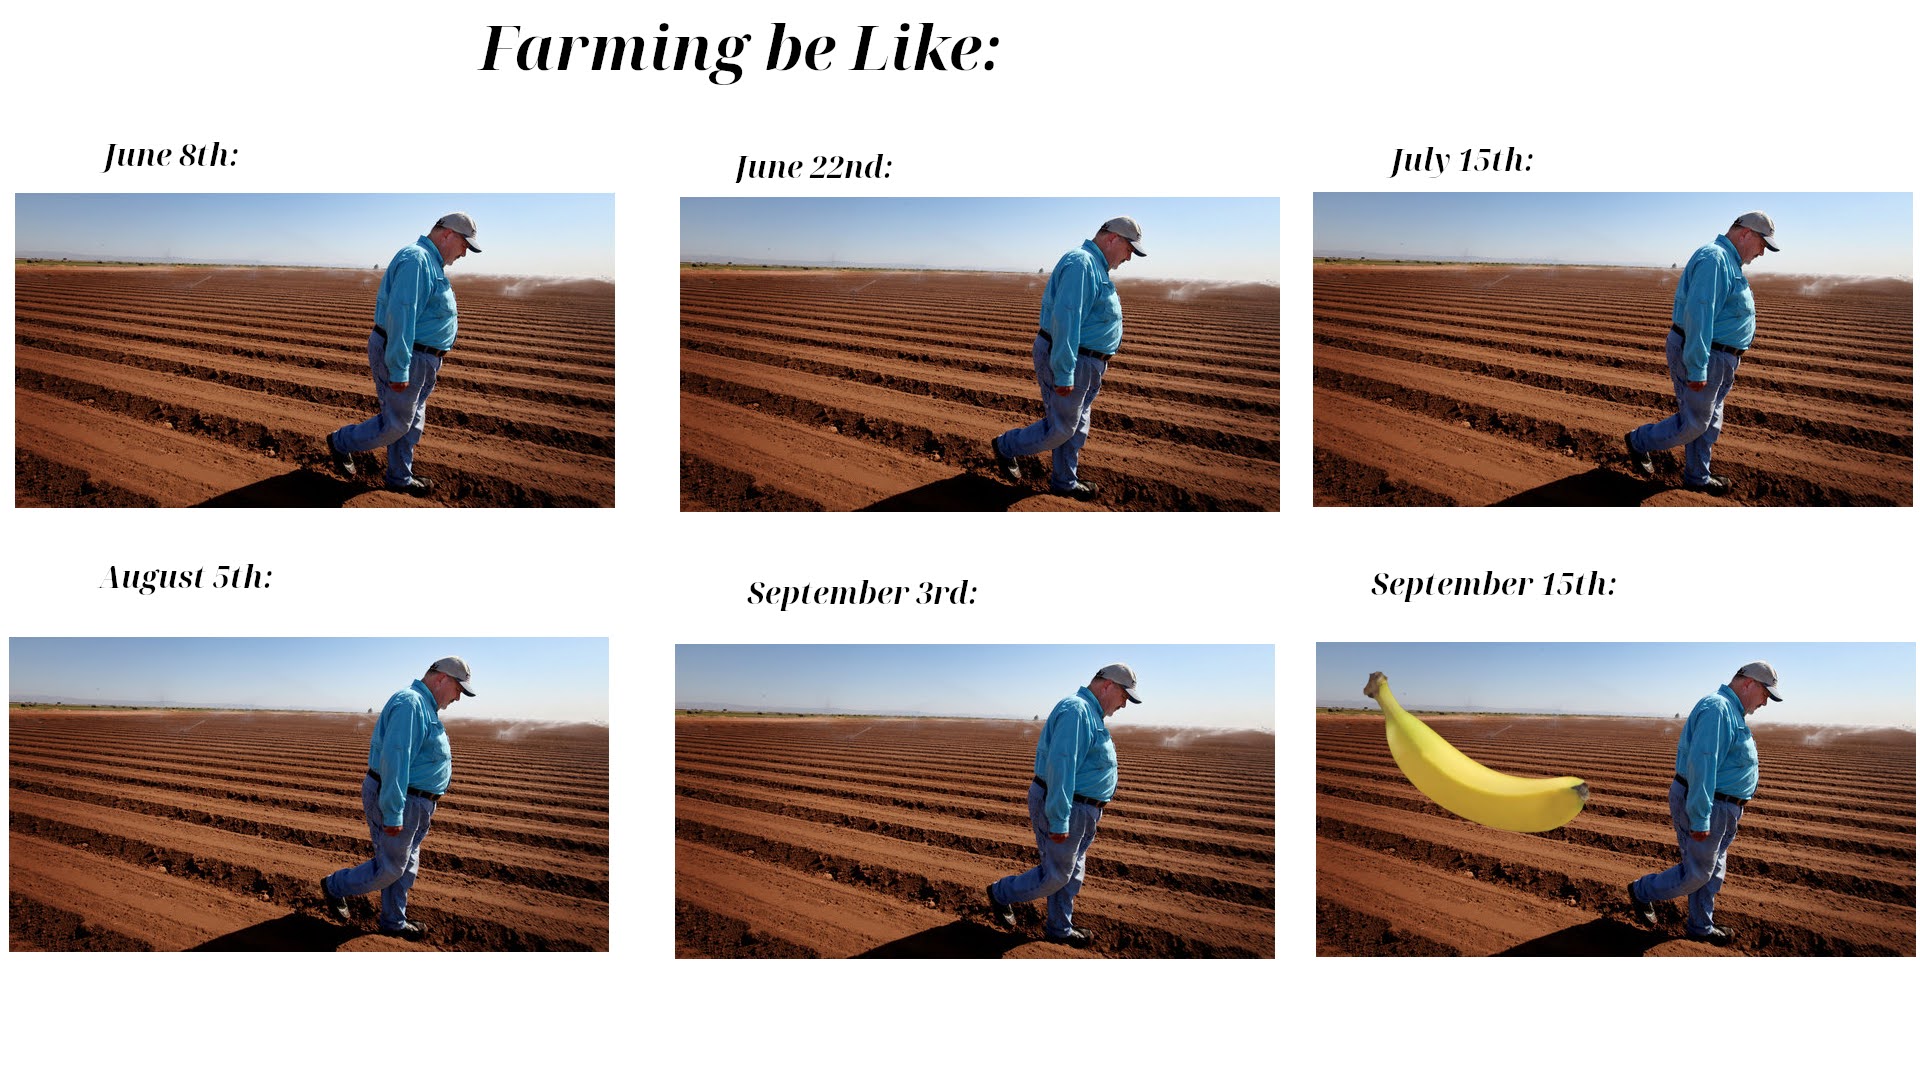 Farming be Like:
June 8th:
June 22nd:
July 15th:
August 5th:
September 3rd:
September 15th: